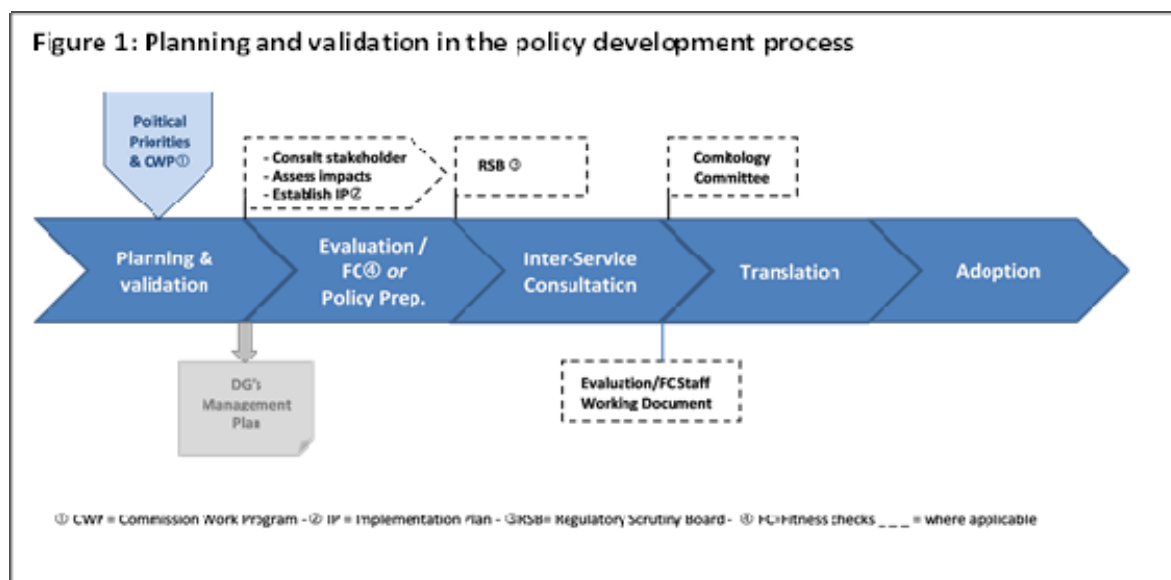 Figure 1: Planning and validation in the policy development process
Political
Priorities
& CWP①
- Consult stakeholder
- Assess impacts
- Establish IP②
RSB ③
Comitology
Committee
Planning &
validation
Evaluation /
FC④ or
Policy Prep.
Inter-Service
Consultation
Translation
Adoption
DG's
Management
Plan
Evaluation/FCStaff
Working Document
① CWP = Commission Work Program - ② IP = Implementation Plan - ③RSB= Regulatory Scrutiny Board - ④ FC=Fitness checks _ _ _ = where applicable